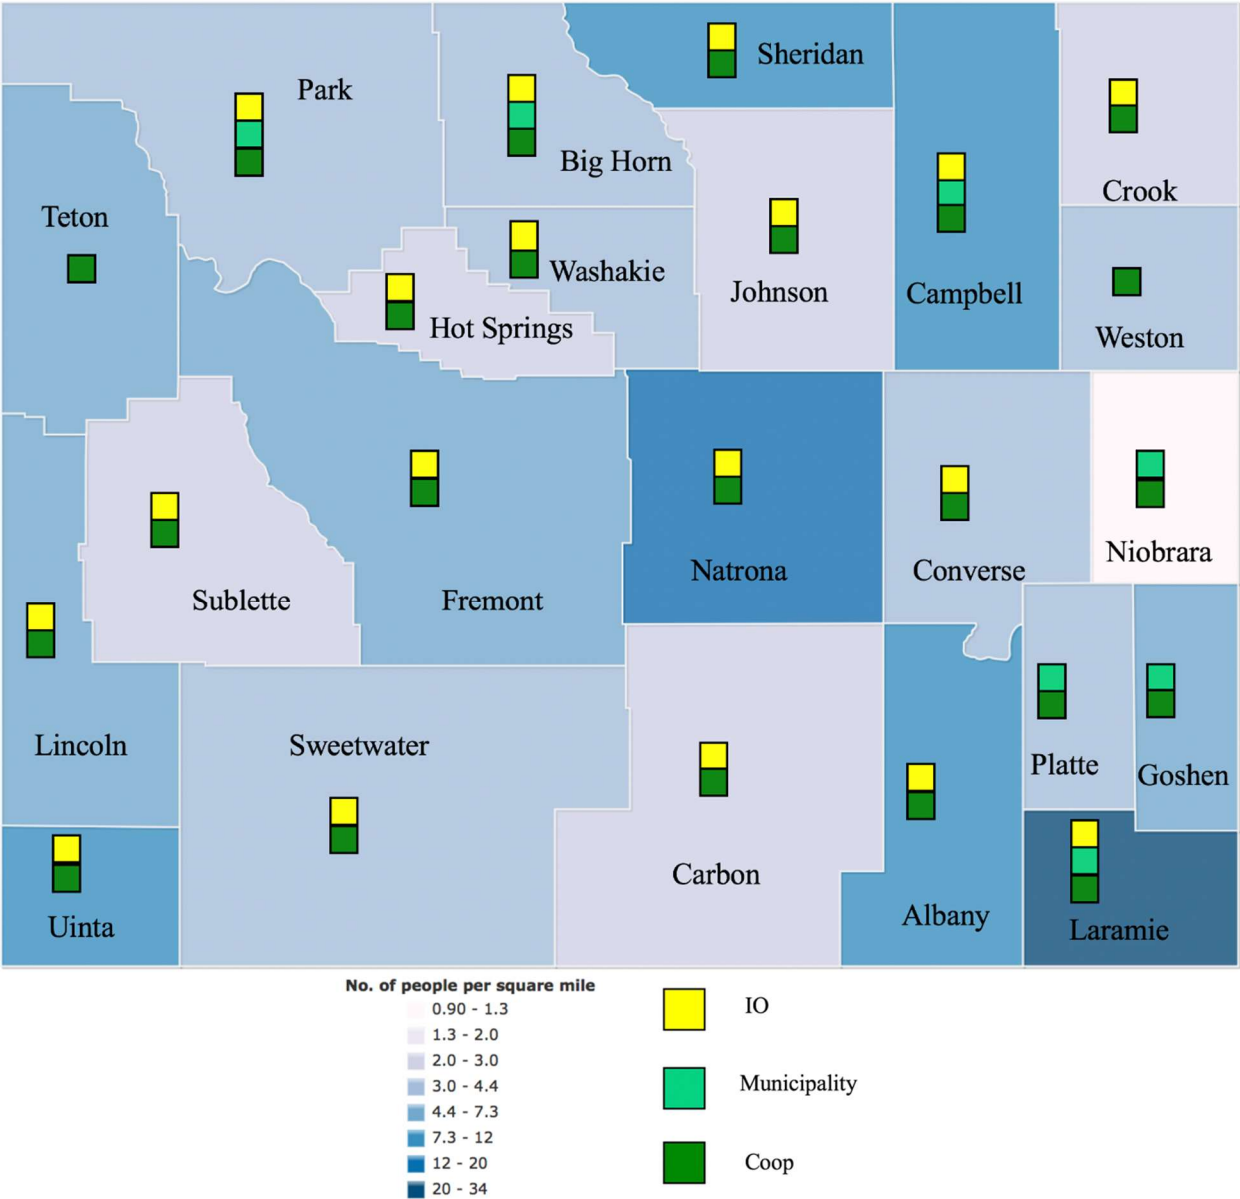 Sheridan
Park
Big Horn
Crook
Teton
Washakie
Johnson
Campbell
Hot Springs
Weston
Niobrara
Natrona
Converse
Sublette
Fremont
Lincoln
Sweetwater
Platte
Goshen
Carbon
Albany
Uinta
Laramie
No. of people per square mile
0.90 - 1.3
1.3 - 2.0
2.0 - 3.0
3.0 - 4.4
4.4 - 7.3
7.3 - 12
12 - 20
20 - 34
IO
Municipality
Coop